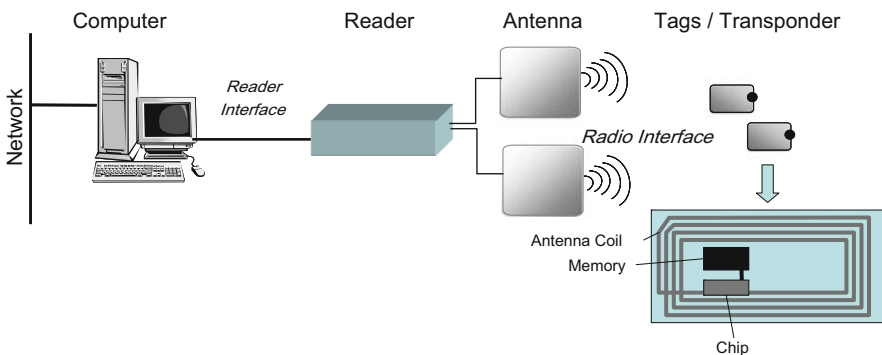 Computer
Reader
Antenna
Tags / Transponder
Network
Reader
Interface
Radio Interface
Antenna Coil
Memory
Chip